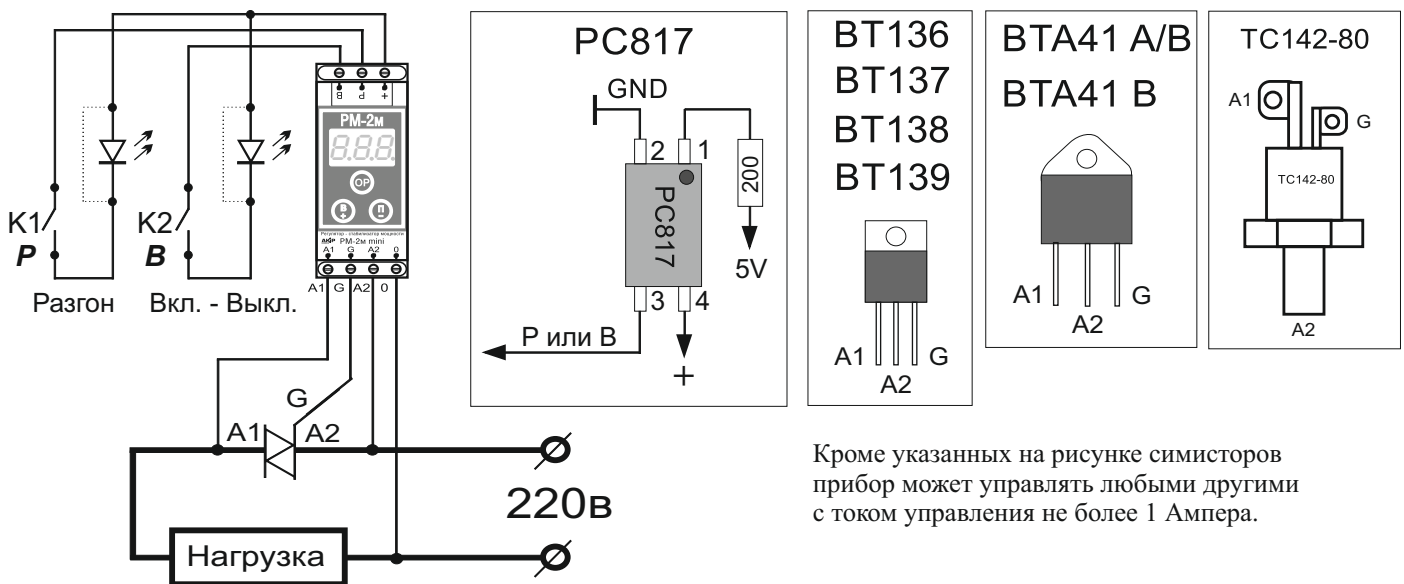 В Р +
РМ-2м
8.8.8.
ОР
В
+
П
−
Регулятор - стабилизатор мощности
РМ-2м mini
A1 G A2 0
A1 G A2 0
K1
Р
K2
В
Разгон
Вкл. - Выкл.
G
A1
A2
220в
Нагрузка
PC817
GND
2 1
200
PC817
5V
3 4
Р или В
+
BT136
BT137
BT138
BT139
A1
G
A2
BTA41 A/B
BTA41 B
A1
G
A2
TC142-80
A1
G
TC142-80
A2
Кроме указанных на рисунке симисторов
прибор может управлять любыми другими
с током управления не более 1 Ампера.